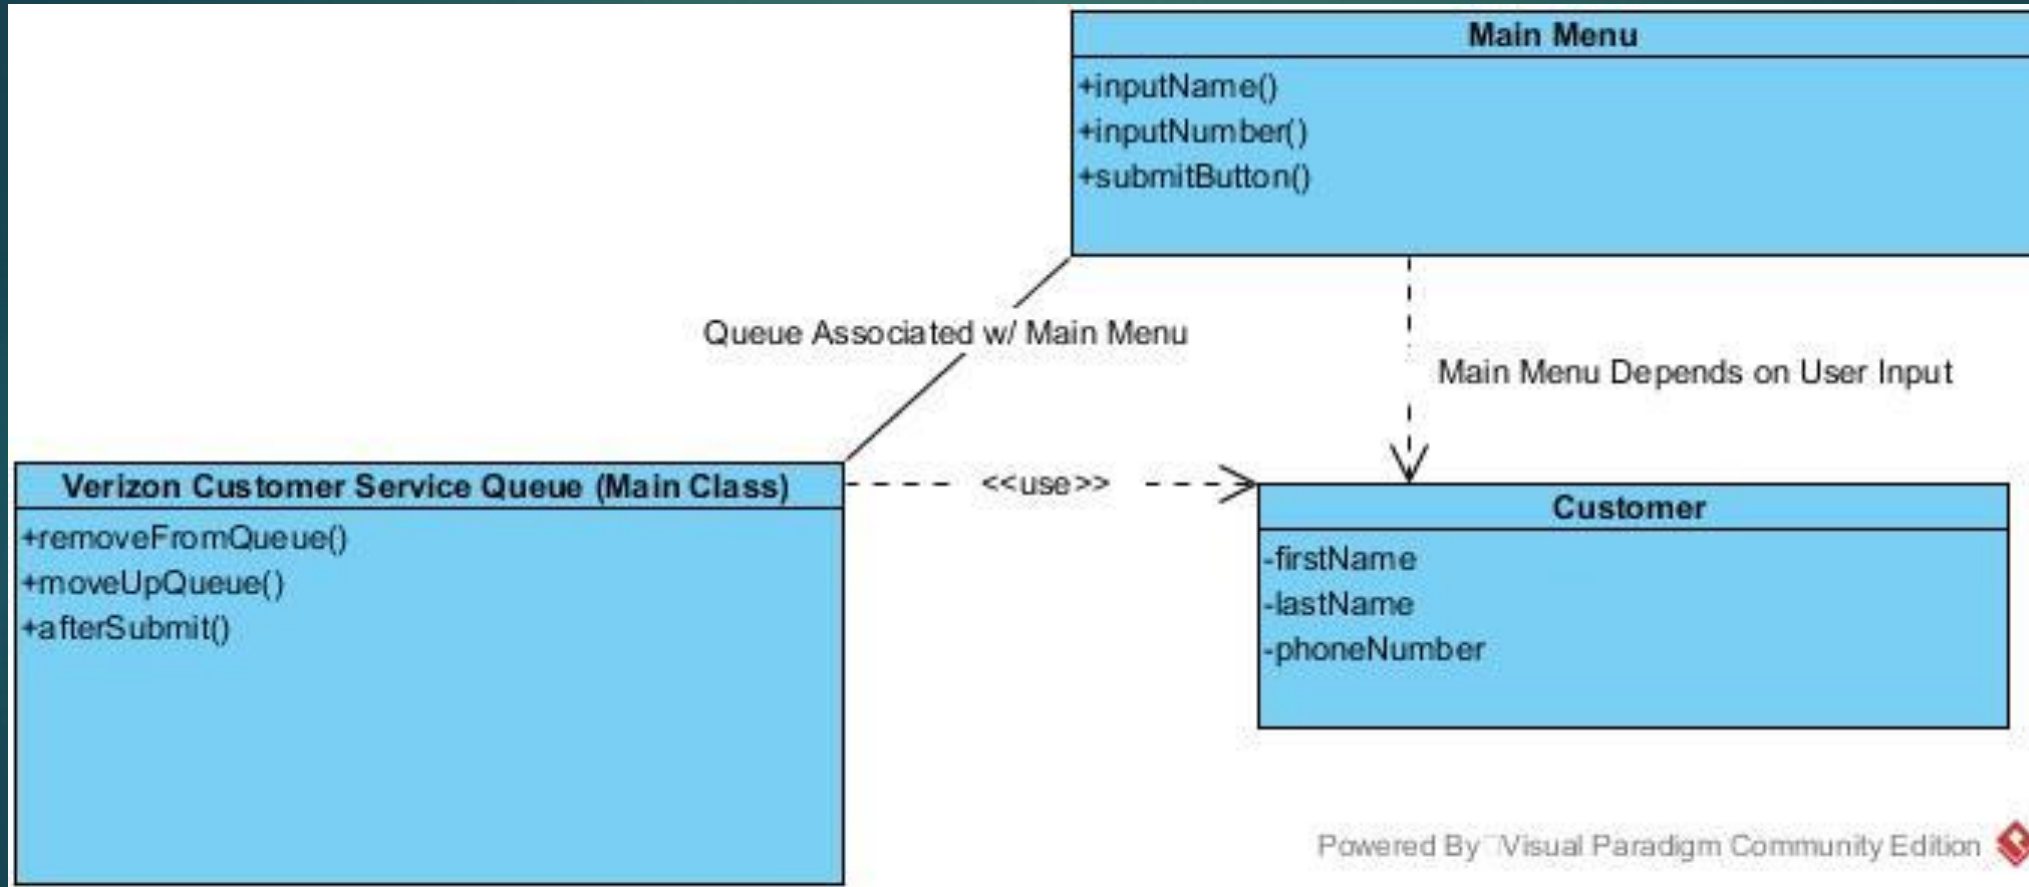 Main Menu
+inputName()
+inputNumber()
+submitButton()
Queue Associated w/ Main Menu
Main Menu Depends on User Input
Verizon Customer Service Queue (Main Class)
+removeFromQueue()
+moveUpQueue()
+afterSubmit()
<<use>>
Customer
-firstName
-lastName
-phoneNumber
Powered By Visual Paradigm Community Edition